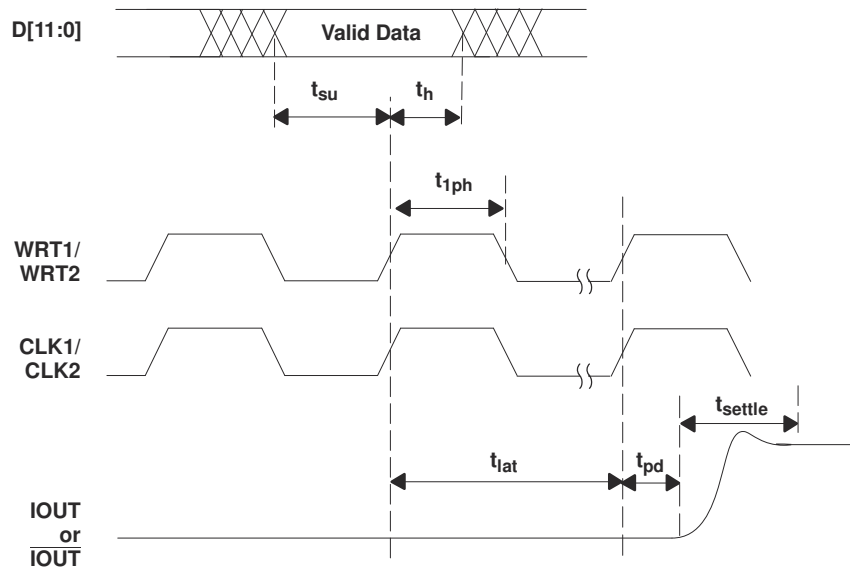 D[11:0]
Valid Data
tsu
th
t1ph
WRT1/
WRT2
CLK1/
CLK2
tsettle
tlat
tpd
IOUT
or
IOUT